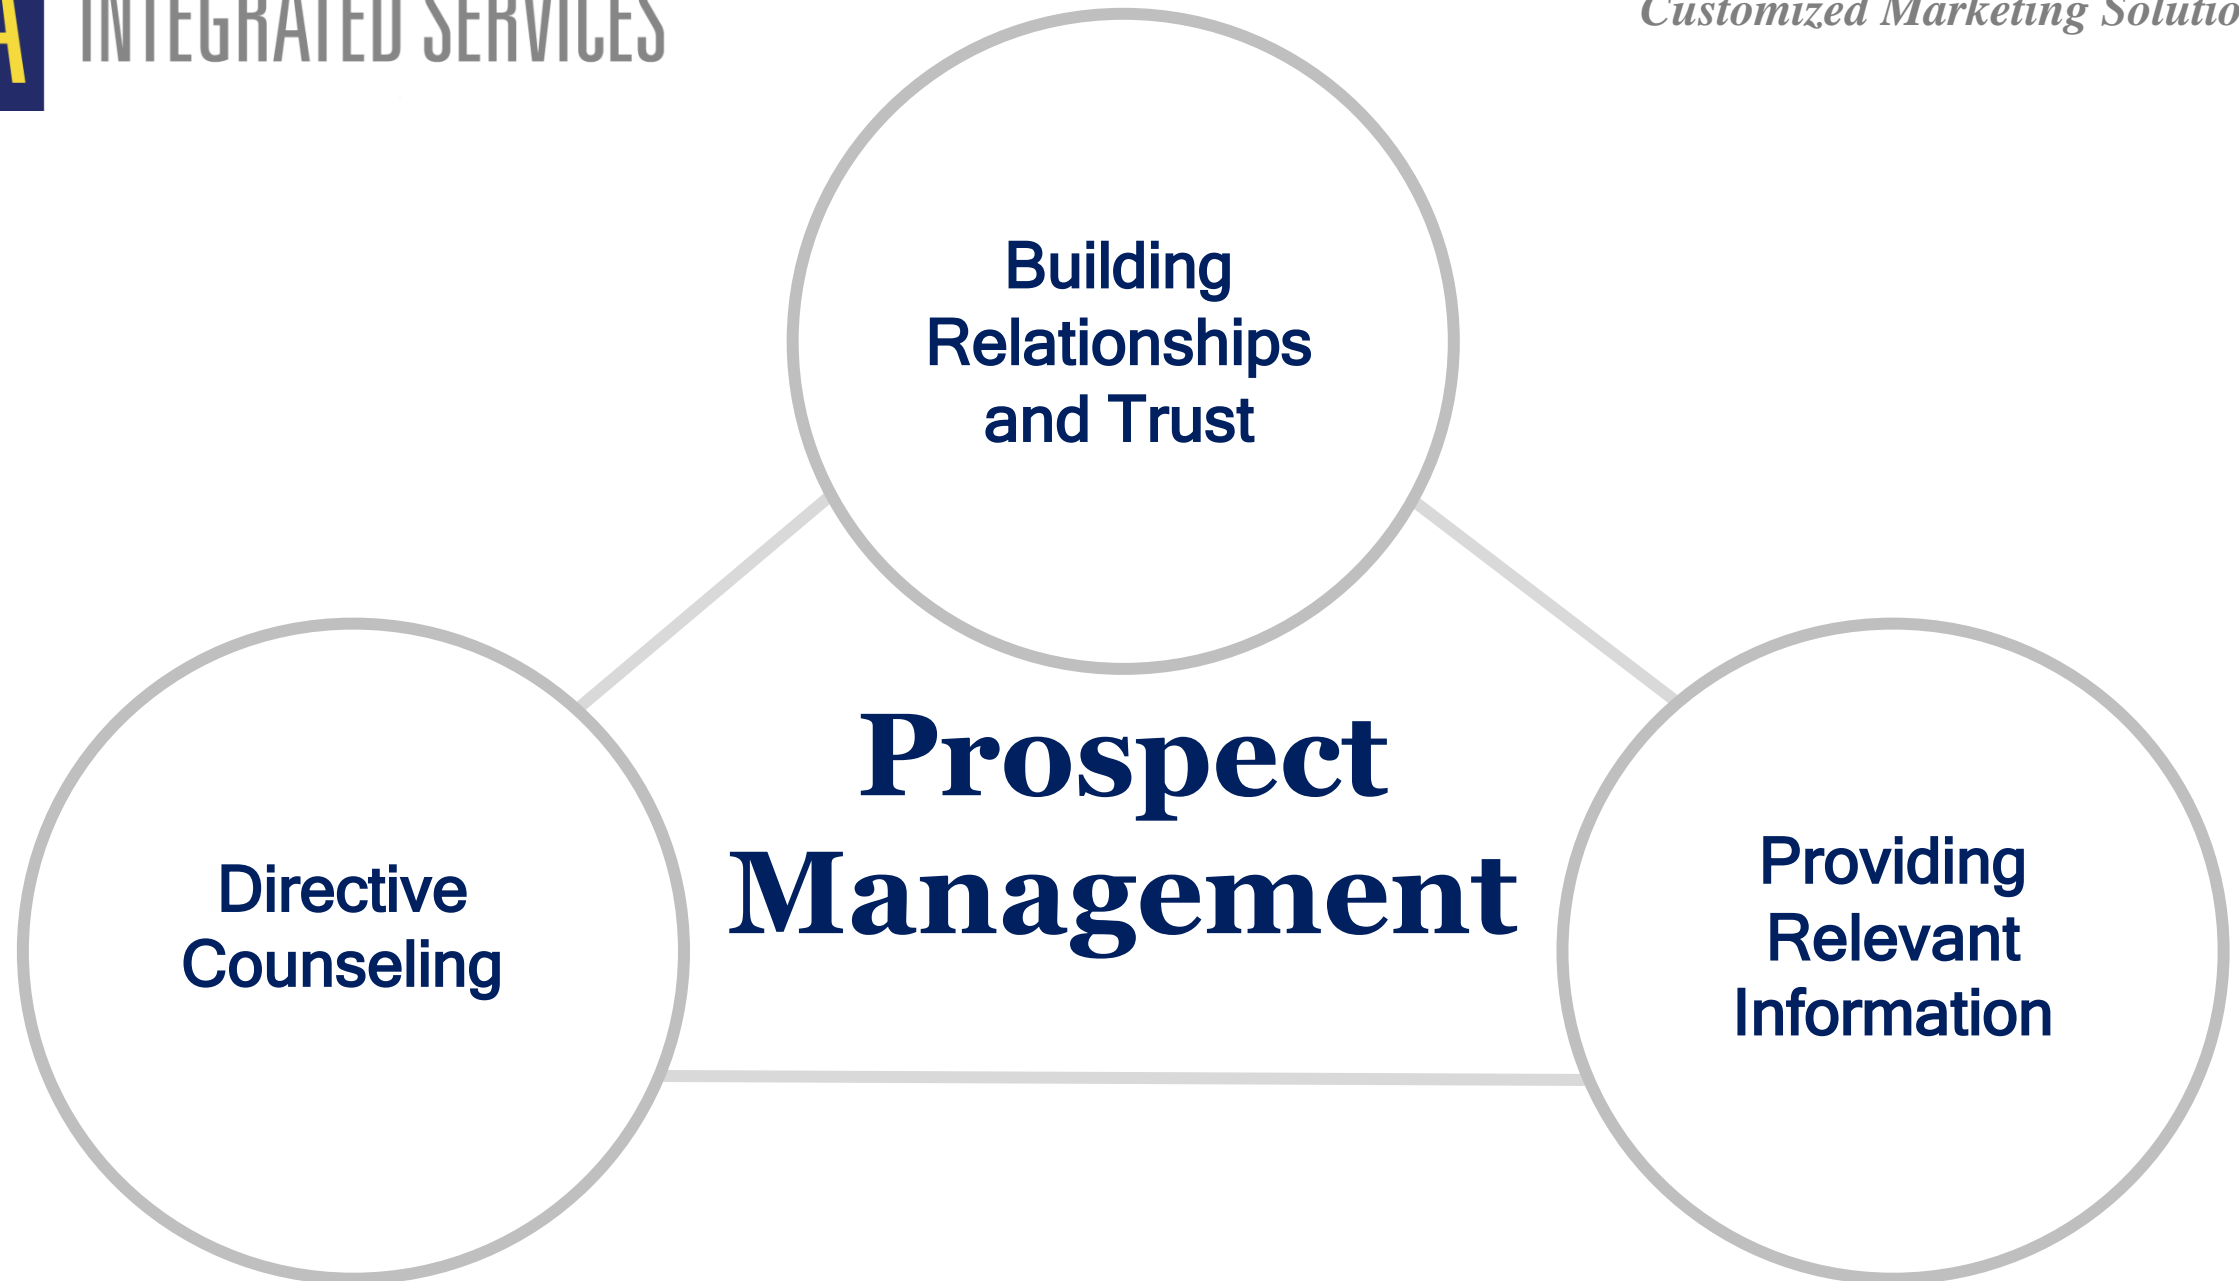 INTEGRATED SERVICES
Customized Marketing
Building
Relationships
and Trust
Prospect
Management
Directive
Counseling
Providing
Relevant
Information